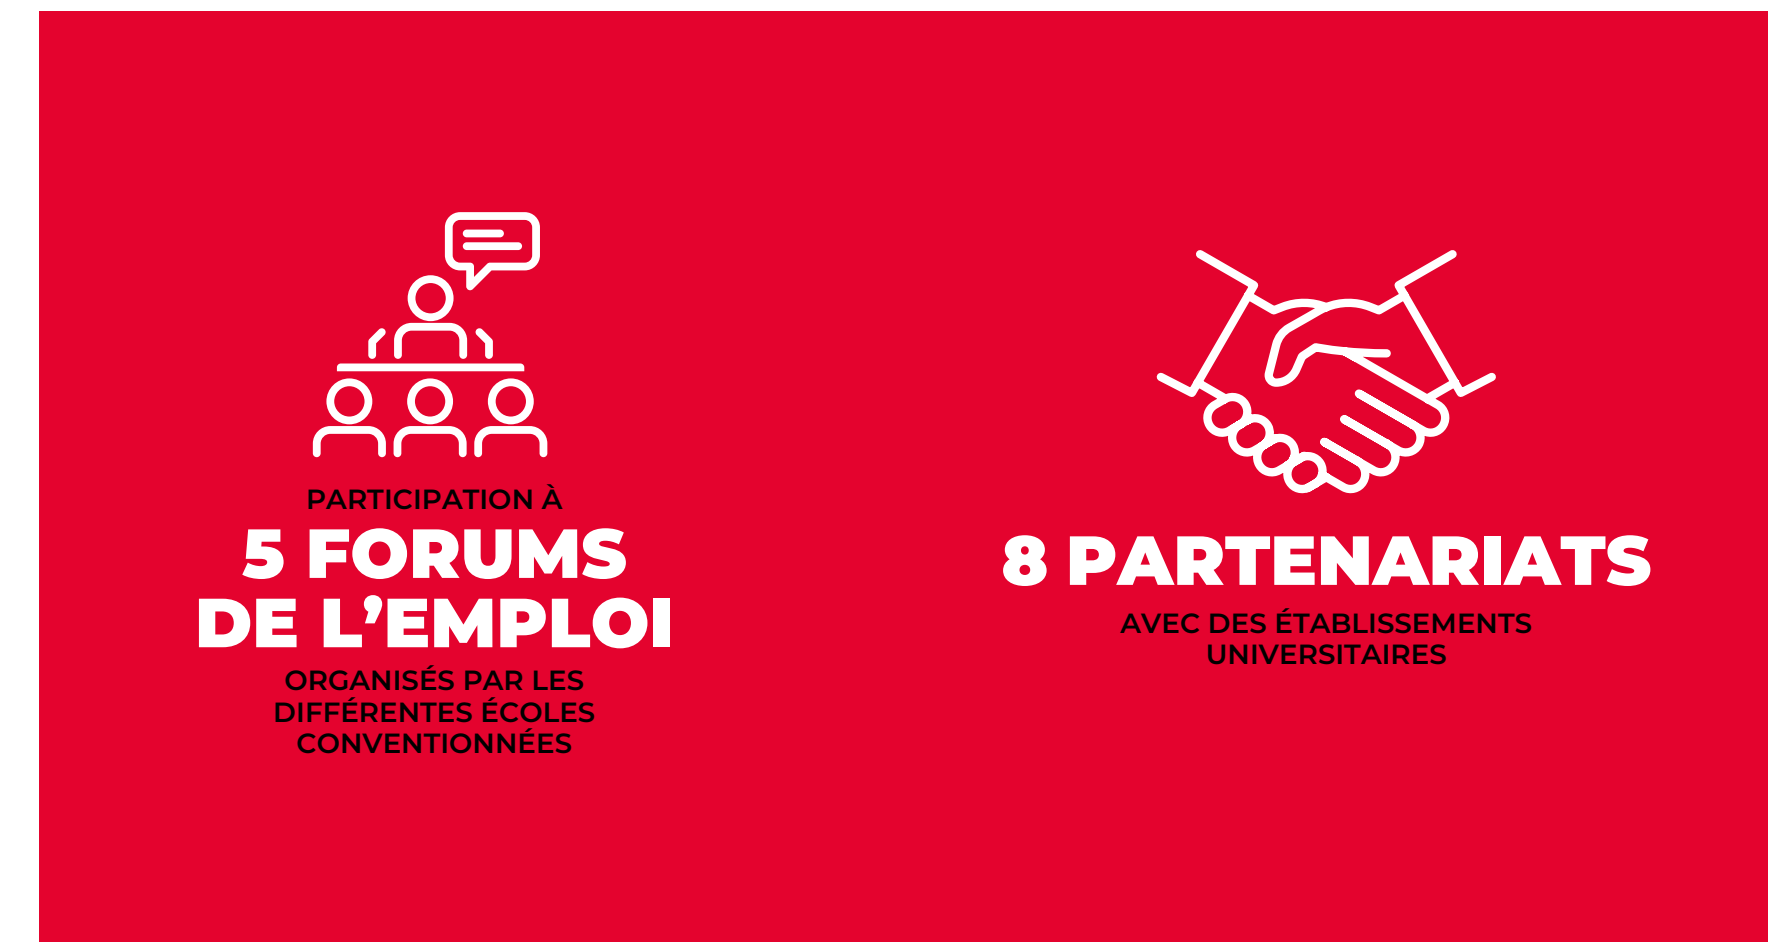 PARTICIPATION À
5 FORUMS
DE L’EMPLOI
ORGANISÉS PAR LES
DIFFÉRENTES ÉCOLES
CONVENTIONNÉES
8 PARTENARIATS
AVEC DES ÉTABLISSEMENTS
UNIVERSITAIRES